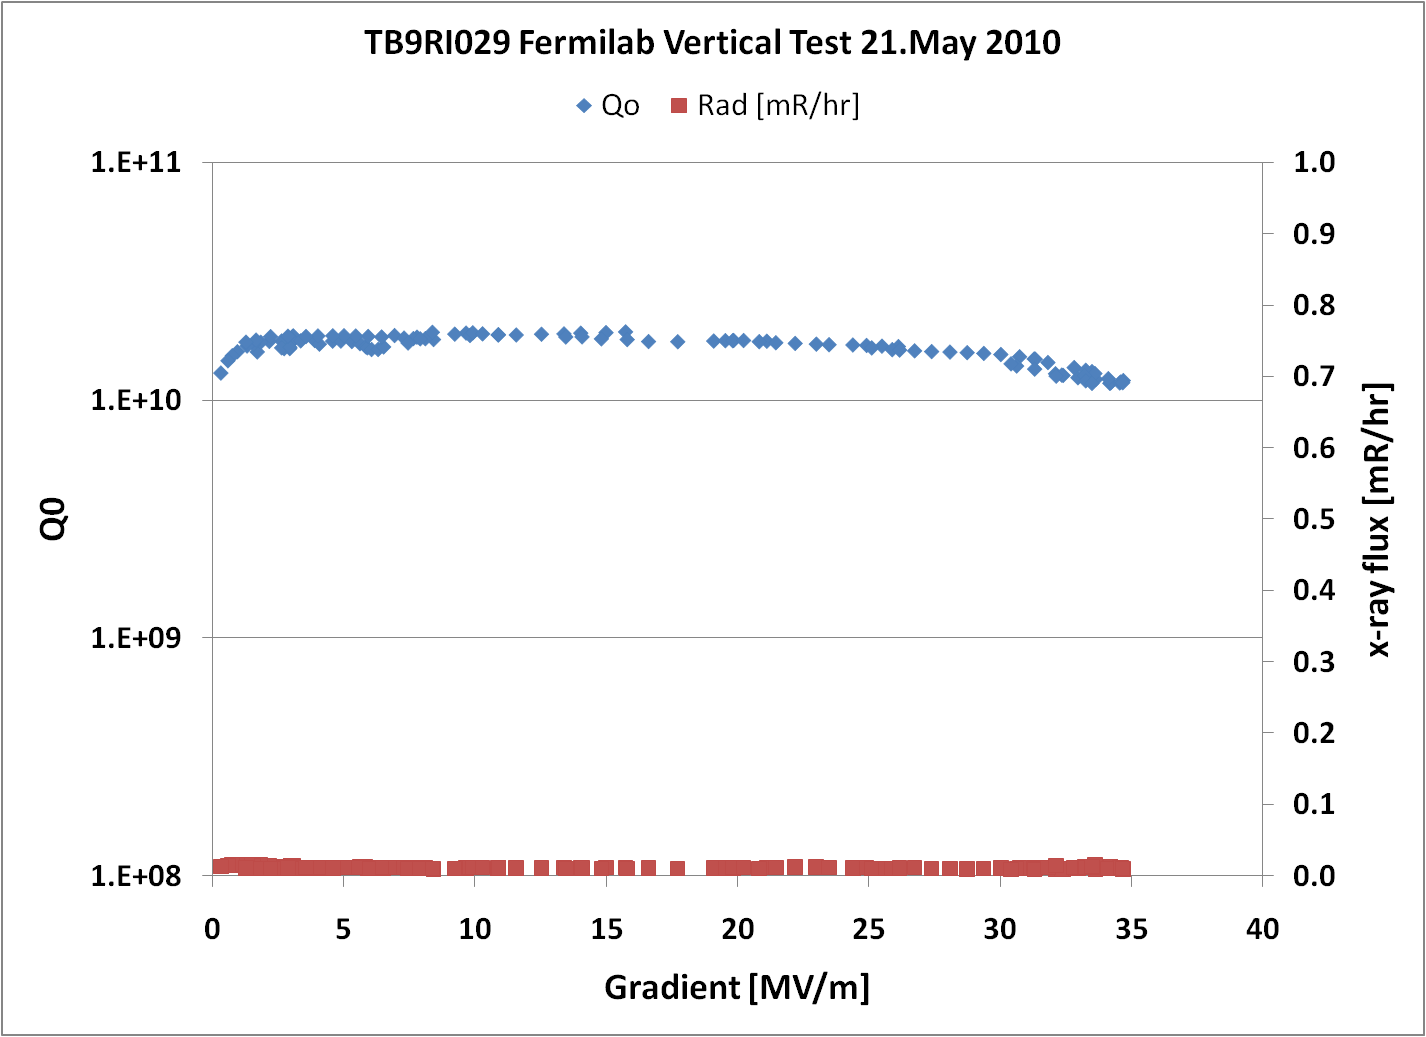 TB9RI029 Fermilab Vertical Test 21.May 2010
Qo Rad [mR/hr]
1.E+11
1.E+10
1.E+09
1.E+08
Q0
1.0
0.9
0.8
0.7
0.6
0.5
0.4
0.3
0.2
0.1
0.0
x-ray flux [mR/hr]
0 5 10 15 20 25 30 35 40
Gradient [MV/m]